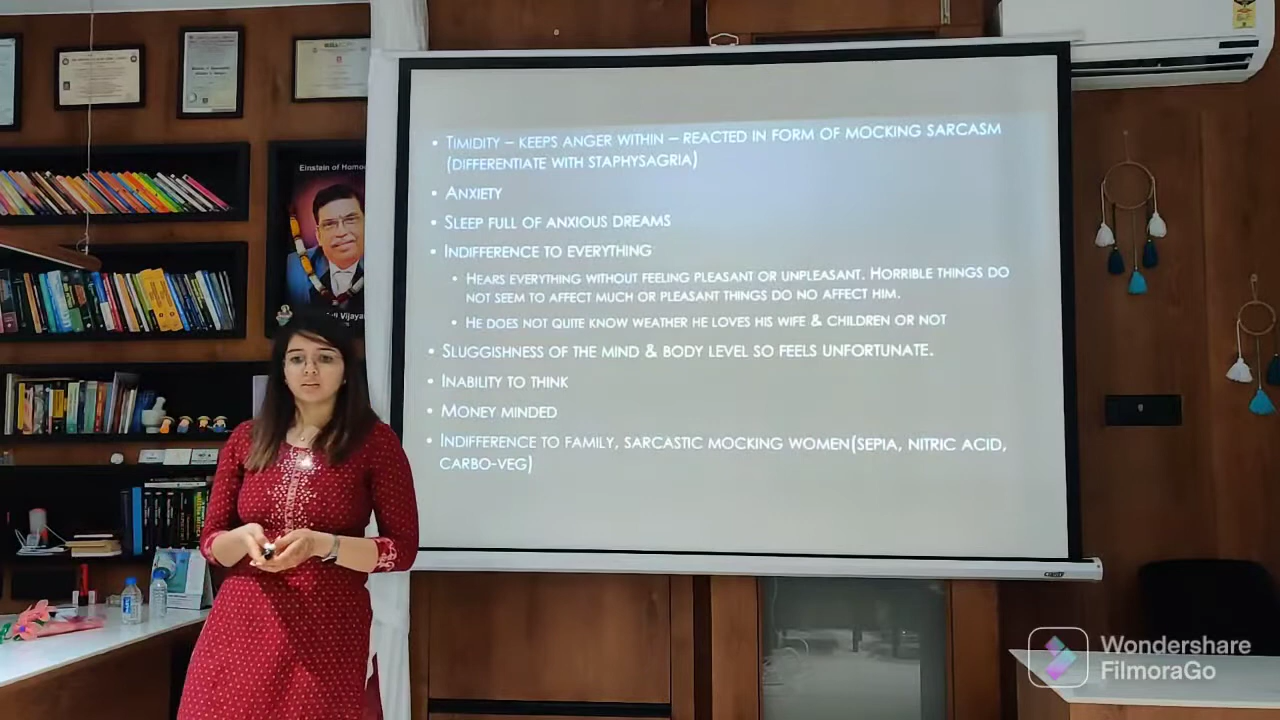 Einstein of Homoe
li Vijaya
• TIMIDITY – KEEPS ANGER WITHIN – REACTED IN FORM OF MOCKING SARCASM
(DIFFERENTIATE WITH STAPHYSAGRIA)
• ANXIETY
• SLEEP FULL OF ANXIOUS DREAMS
• INDIFFERENCE TO EVERYTHING
• HEARS EVERYTHING WITHOUT FEELING PLEASANT OR UNPLEASANT. HORRIBLE THINGS DO
NOT SEEM TO AFFECT MUCH OR PLEASANT THINGS DO NO AFFECT HIM.
• HE DOES NOT QUITE KNOW WEATHER HE LOVES HIS WIFE & CHILDREN OR NOT
• SLUGGISHNESS OF THE MIND & BODY LEVEL SO FEELS UNFORTUNATE.
• INABILITY TO THINK
• MONEY MINDED
• INDIFFERENCE TO FAMILY, SARCASTIC MOCKING WOMEN(SEPIA, NITRIC ACID,
CARBO-VEG)
Wondershare
FilmoraGo